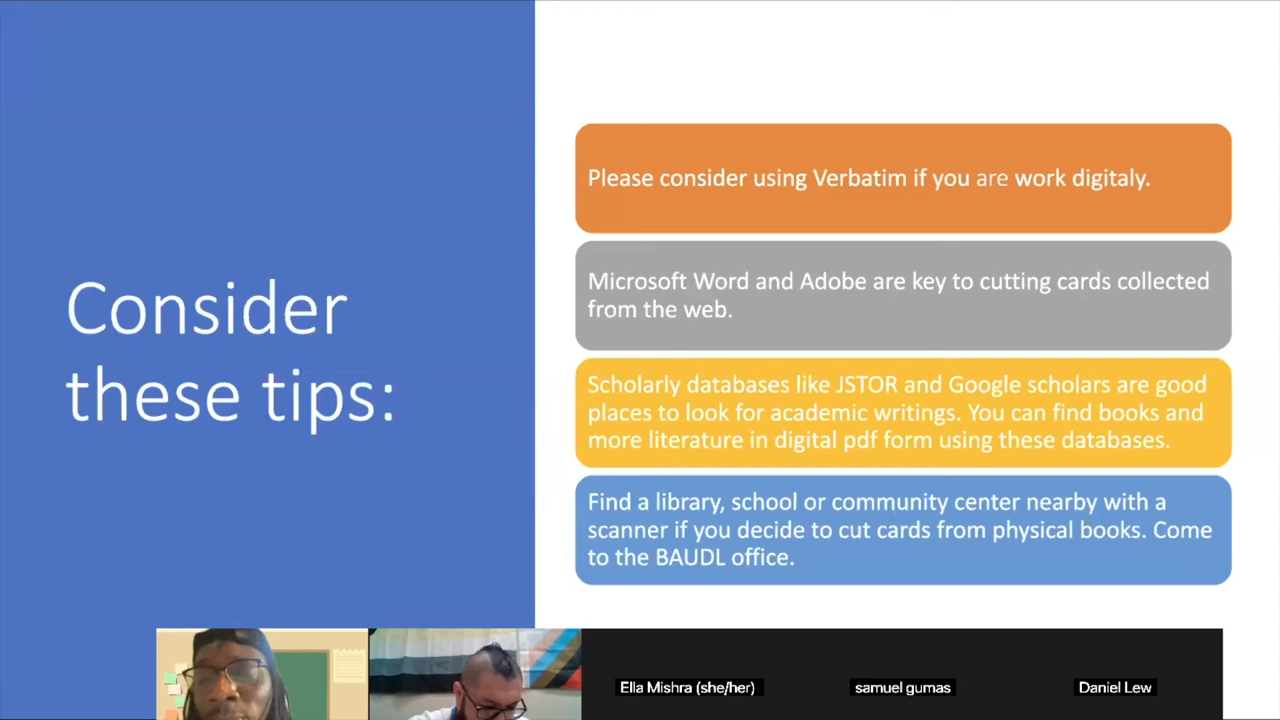 Consider
these tips:
Please consider using Verbatim if you are work digitaly.
Microsoft Word and Adobe are key to cutting cards collected
from the web.
Scholarly databases like JSTOR and Google scholars are good
places to look for academic writings. You can find books and
more literature in digital pdf form using these databases.
Find a library, school or community center nearby with a
scanner if you decide to cut cards from physical books. Come
to the BAUDL office.
Ella Mishra (she/her)
samuel gumas
Daniel Lew